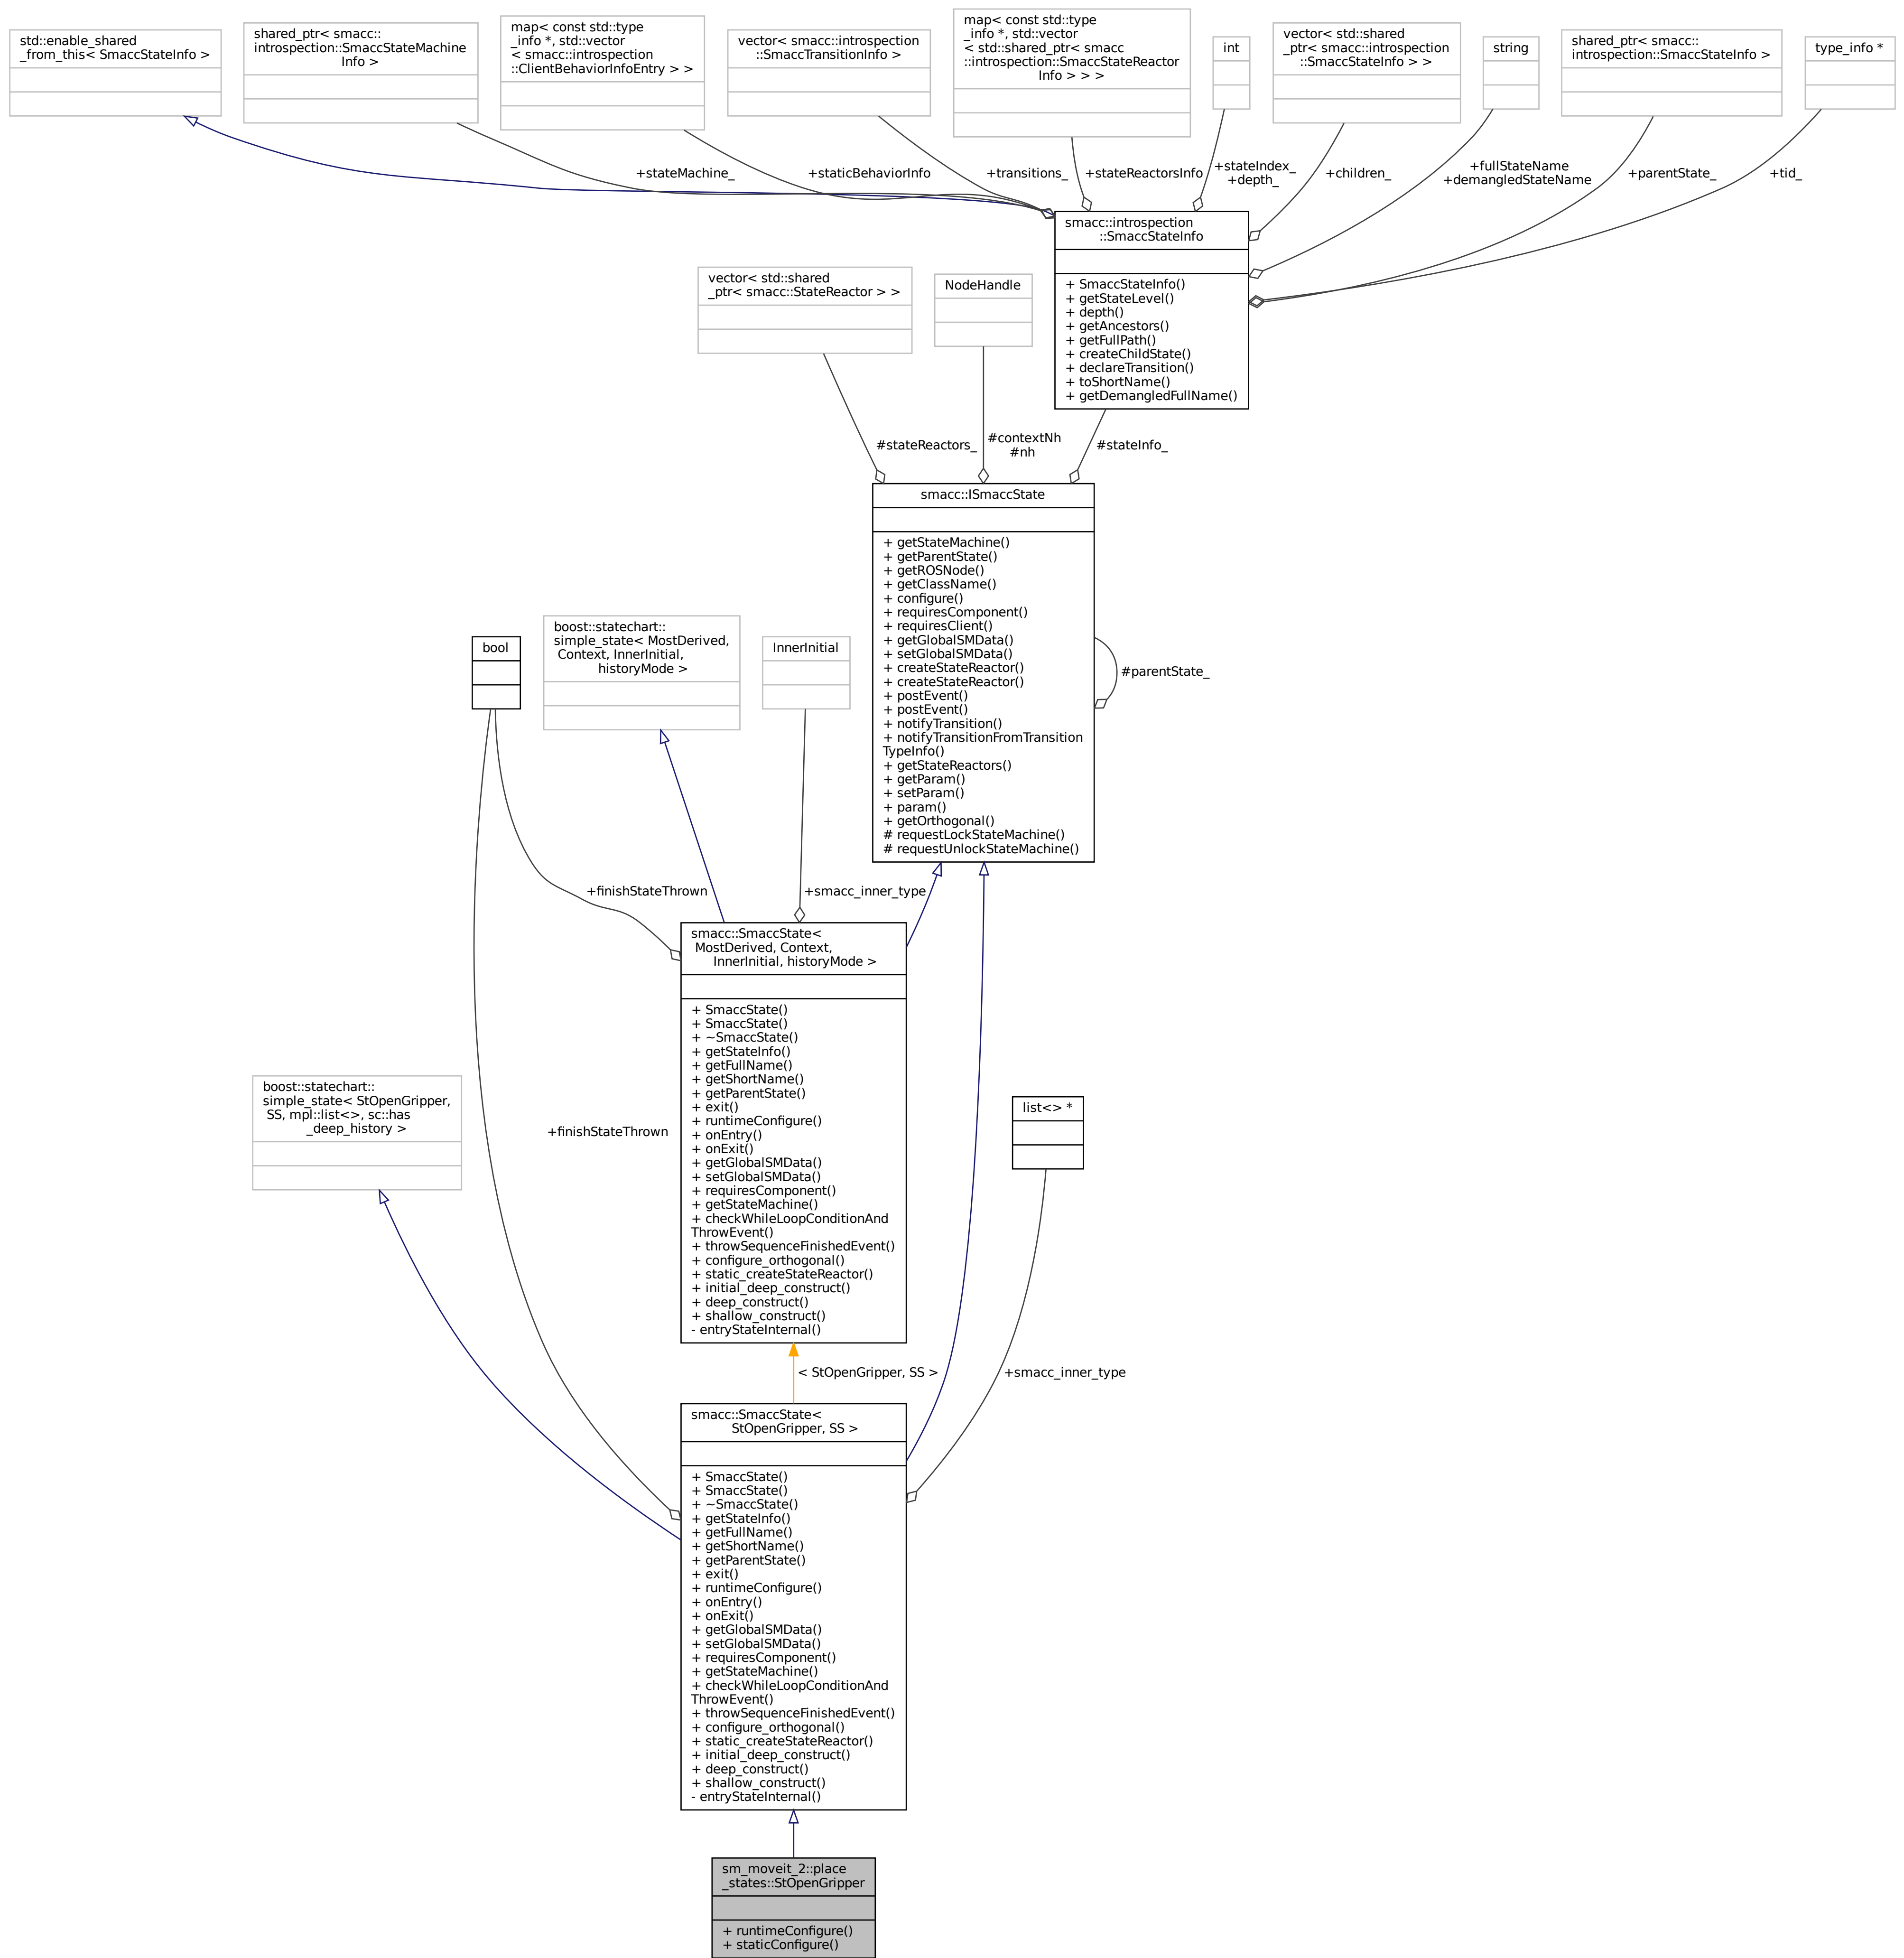 std::enable_shared
_from_this< SmaccStateInfo >
shared_ptr< smacc::
introspection::SmaccStateMachine
Info >
map< const std::type
_info *, std::vector
< smacc::introspection
::ClientBehaviorInfoEntry > >
vector< smacc::introspection
::SmaccTransitionInfo >
map< const std::type
_info *, std::vector
< std::shared_ptr< smacc
::introspection::SmaccStateReactor
Info > > >
int
vector< std::shared
_ptr< smacc::introspection
::SmaccStateInfo > >
string
shared_ptr< smacc::
introspection::SmaccStateInfo >
type_info *
+stateMachine_
+staticBehaviorInfo
+transitions_
+stateReactorsInfo
+stateIndex_
+depth_
+children_
+fullStateName
+demangledStateName
+parentState_
+tid_
smacc::introspection
::SmaccStateInfo
+ SmaccStateInfo()
+ getStateLevel()
+ depth()
+ getAncestors()
+ getFullPath()
+ createChildState()
+ declareTransition()
+ toShortName()
+ getDemangledFullName()
vector< std::shared
_ptr< smacc::StateReactor > >
NodeHandle
#stateReactors_
#contextNh
#nh
#stateInfo_
smacc::ISmaccState
+ getStateMachine()
+ getParentState()
+ getROSNode()
+ getClassName()
+ configure()
+ requiresComponent()
+ requiresClient()
+ getGlobalSMData()
+ setGlobalSMData()
+ createStateReactor()
+ createStateReactor()
+ postEvent()
+ postEvent()
+ notifyTransition()
+ notifyTransitionFromTransition
TypeInfo()
+ getStateReactors()
+ getParam()
+ setParam()
+ param()
+ getOrthogonal()
# requestLockStateMachine()
# requestUnlockStateMachine()
#parentState_
bool
boost::statechart::
simple_state< MostDerived,
Context, InnerInitial,
historyMode >
InnerInitial
+finishStateThrown
+smacc_inner_type
smacc::SmaccState<
MostDerived, Context,
InnerInitial, historyMode >
+ SmaccState()
+ SmaccState()
+ ~SmaccState()
+ getStateInfo()
+ getFullName()
+ getShortName()
+ getParentState()
+ exit()
+ runtimeConfigure()
+ onEntry()
+ onExit()
+ getGlobalSMData()
+ setGlobalSMData()
+ requiresComponent()
+ getStateMachine()
+ checkWhileLoopConditionAnd
ThrowEvent()
+ throwSequenceFinishedEvent()
+ configure_orthogonal()
+ static_createStateReactor()
+ initial_deep_construct()
+ deep_construct()
+ shallow_construct()
- entryStateInternal()
boost::statechart::
simple_state< StOpenGripper,
SS, mpl::list<>, sc::has
_deep_history >
+finishStateThrown
list<> *
< StOpenGripper, SS >
+smacc_inner_type
smacc::SmaccState<
StOpenGripper, SS >
+ SmaccState()
+ SmaccState()
+ ~SmaccState()
+ getStateInfo()
+ getFullName()
+ getShortName()
+ getParentState()
+ exit()
+ runtimeConfigure()
+ onEntry()
+ onExit()
+ getGlobalSMData()
+ setGlobalSMData()
+ requiresComponent()
+ getStateMachine()
+ checkWhileLoopConditionAnd
ThrowEvent()
+ throwSequenceFinishedEvent()
+ configure_orthogonal()
+ static_createStateReactor()
+ initial_deep_construct()
+ deep_construct()
+ shallow_construct()
- entryStateInternal()
sm_moveit_2::place
_states::StOpenGripper
+ runtimeConfigure()
+ staticConfigure()